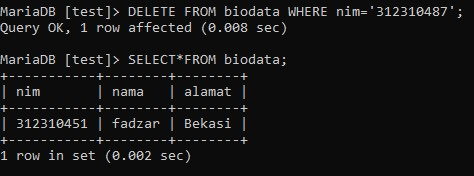 MariaDB [test]> DELETE FROM biodata WHERE nim='312310487';
Query OK, 1 row affected (0.008 sec)

MariaDB [test]> SELECT*FROM biodata;
+-----------+--------+--------+
| nim       | nama   | alamat |
+-----------+--------+--------+
| 312310451 | fadzar | Bekasi |
+-----------+--------+--------+
1 row in set (0.002 sec)